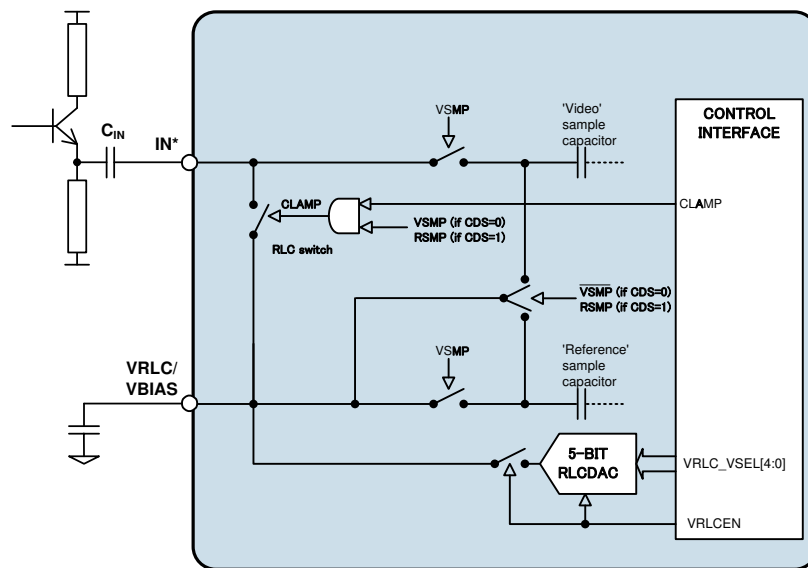 VSMP
'Video'
sample
capacitor
CONTROL
INTERFACE
CIN
IN*
CLAMP
VSMP (if CDS=0)
RSMP (if CDS=1)
RLC switch
CLAMP
V̅S̅M̅P̅ (if CDS=0)
RSMP (if CDS=1)
VRLC/
VBIAS
VSMP
'Reference'
sample
capacitor
5-BIT
RLCDAC
VRLC_VSEL[4:0]
VRLCEN